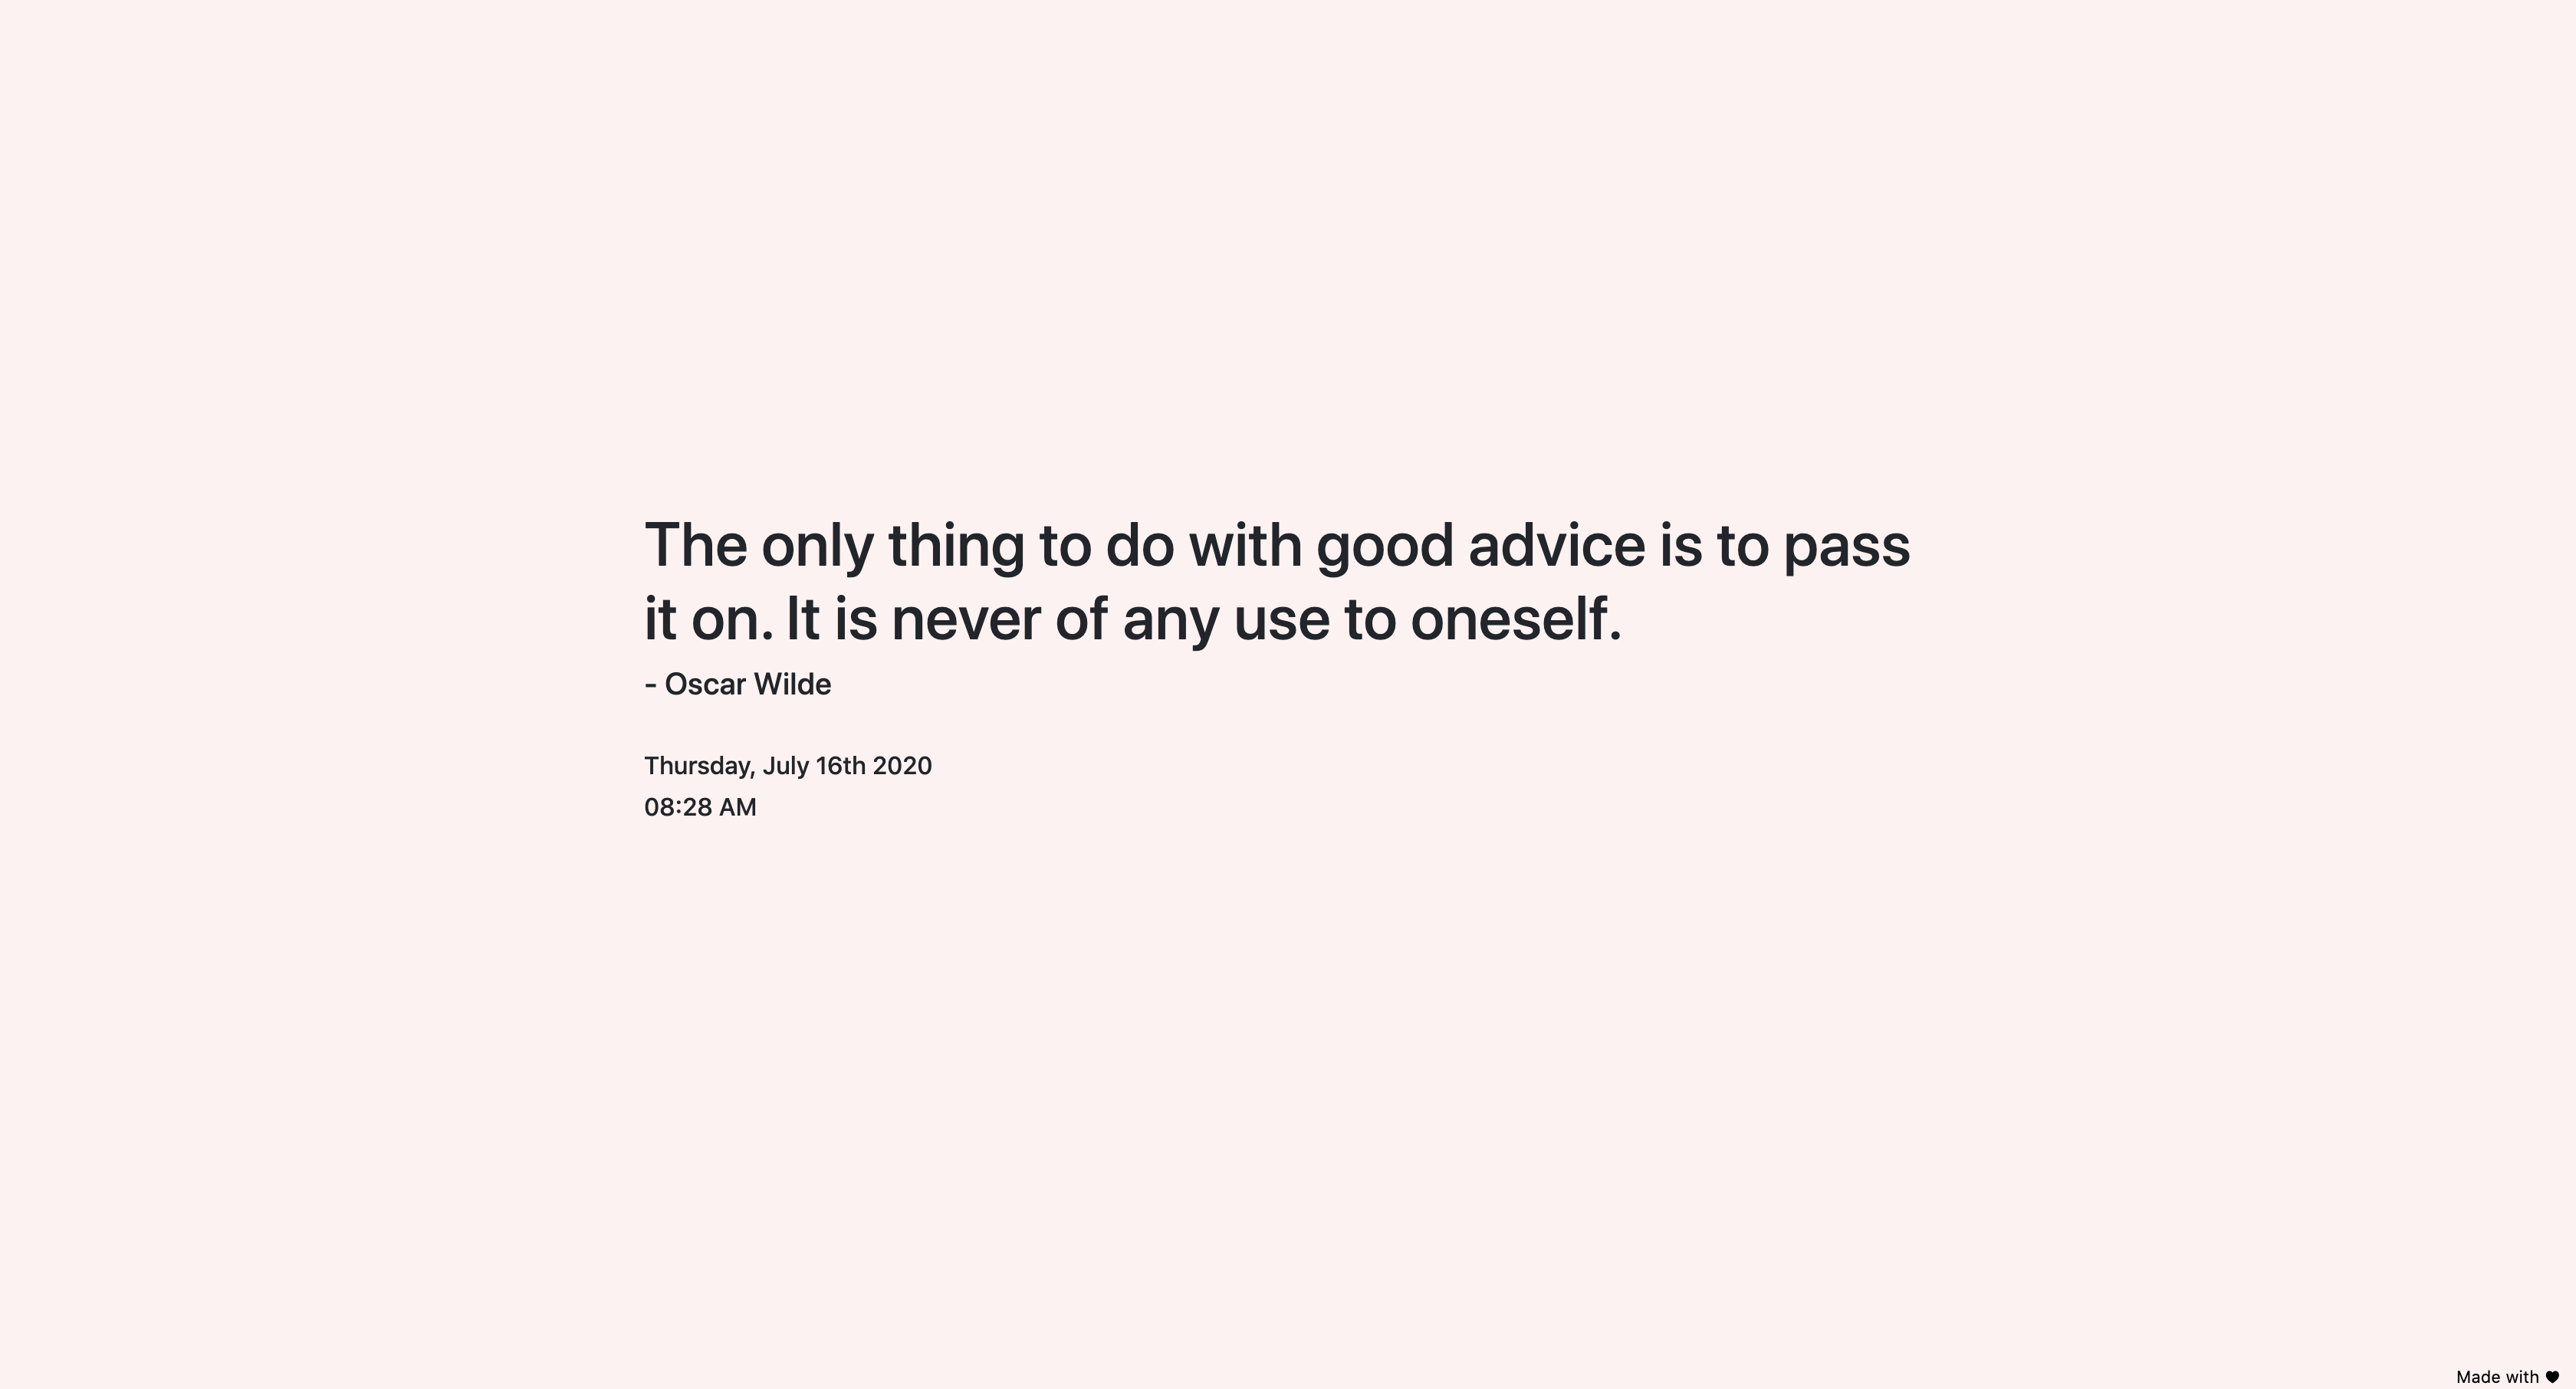 The only thing to do with good advice is to pass
it on. It is never of any use to oneself.
- Oscar Wilde
Thursday, July 16th 2020
08:28 AM
Made with ♥